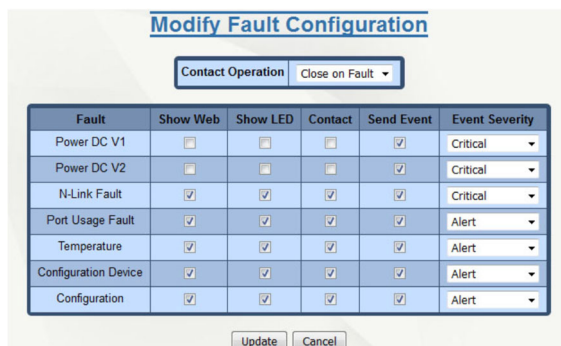 Modify Fault Configuration
Contact Operation Close on Fault
Fault Show Web Show LED Contact Send Event Event Severity
Power DC V1 Critical
Power DC V2 Critical
N-Link Fault Critical
Port Usage Fault Alert
Temperature Alert
Configuration Device Alert
Configuration Alert
Update Cancel